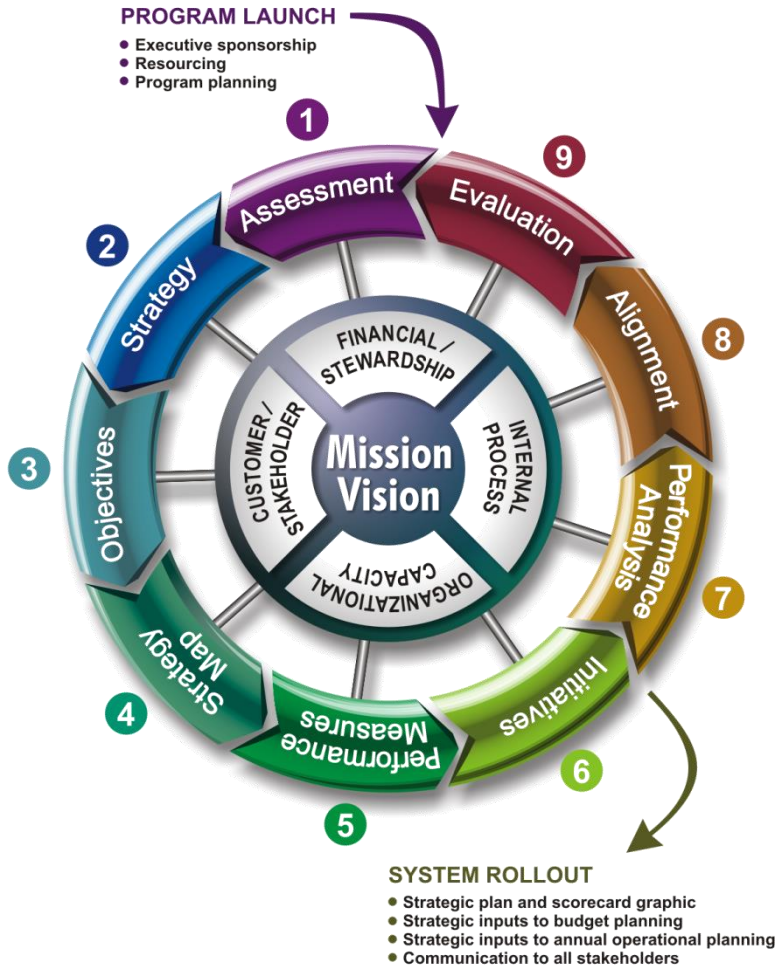 PROGRAM LAUNCH
● Executive sponsorship
● Resourcing
● Program planning
1
Assessment
2
Strategy
3
Objectives
4
Strategy
Map
5
Performance
Measures
6
Initiatives
7
Performance
Analysis
8
Alignment
9
Evaluation
FINANCIAL /
STEWARDSHIP
CUSTOMER /
STAKEHOLDER
INTERNAL
PROCESS
ORGANIZATIONAL
CAPACITY
Mission
Vision
SYSTEM ROLLOUT
● Strategic plan and scorecard graphic
● Strategic inputs to budget planning
● Strategic inputs to annual operational planning
● Communication to all stakeholders